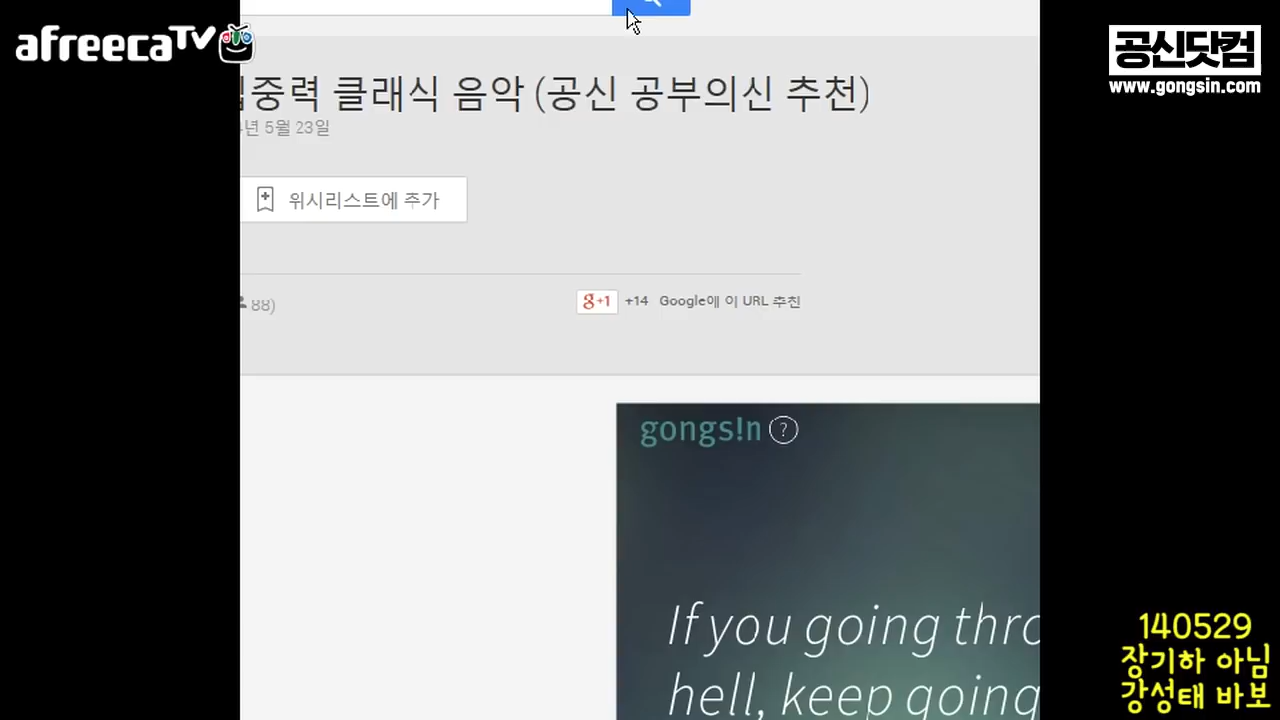 afreecaTV
공신닷컴
www.gongsin.com
중력 클래식 음악 (공신 공부의신 추천)
년 5월 23일
위시리스트에 추가
88)
g+1 +14 Google에 이 URL 추천
gongs!n ?
If you going thro
hell, keep going
140529
장기하 아님
강성태 바보